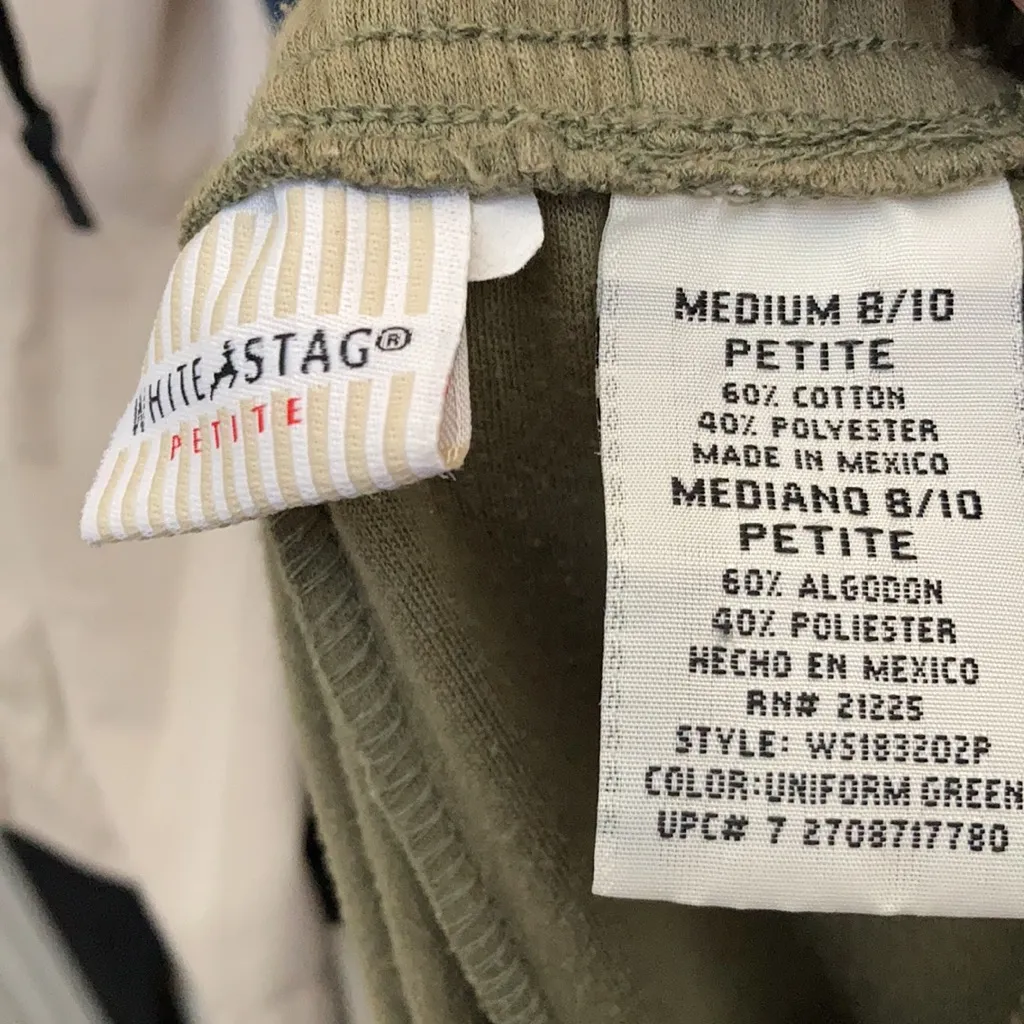 WHITE STAG®
PETITE
MEDIUM 8/10
PETITE
60% COTTON
40% POLYESTER
MADE IN MEXICO
MEDIANO 8/10
PETITE
60% ALGODON
40% POLIESTER
HECHO EN MEXICO
RN# 21225
STYLE: WS183202P
COLOR:UNIFORM GREEN
UPC# 7 2708717780